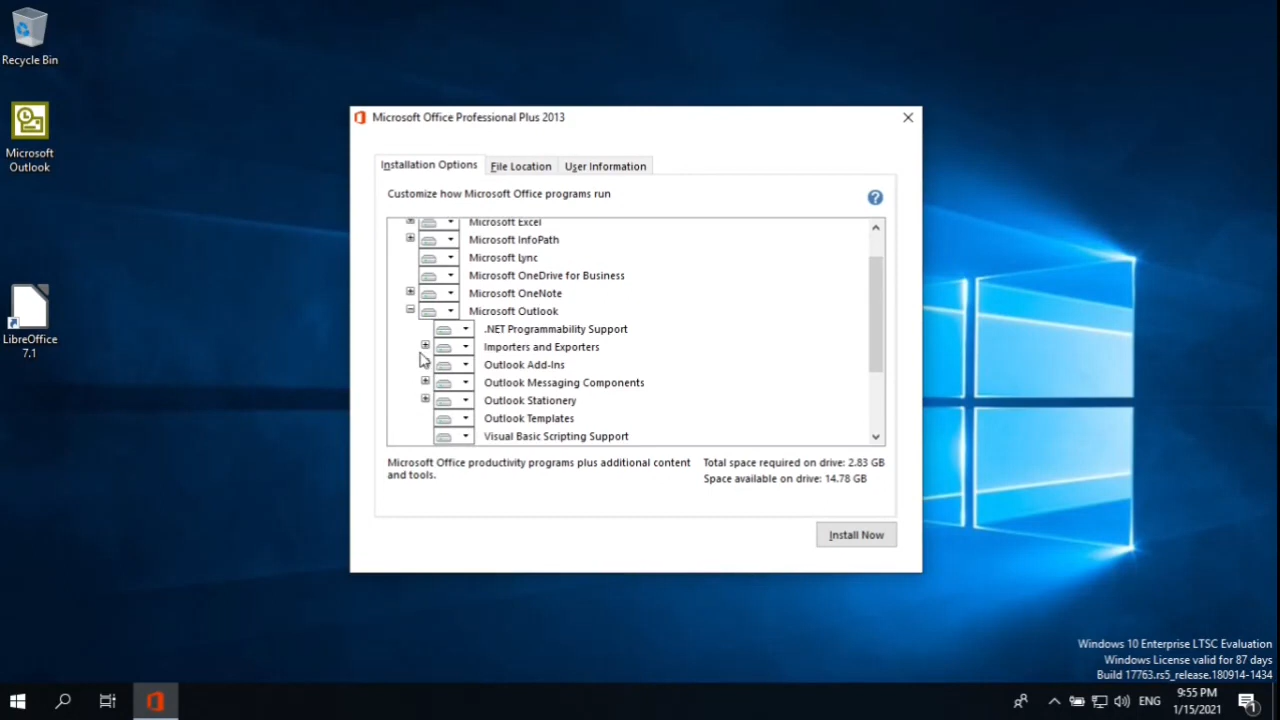 Recycle Bin
Microsoft
Outlook
LibreOffice
7.1
Microsoft Office Professional Plus 2013
Installation Options
File Location
User Information
Customize how Microsoft Office programs run
?
Microsoft Excel
Microsoft InfoPath
Microsoft Lync
Microsoft OneDrive for Business
Microsoft OneNote
Microsoft Outlook
.NET Programmability Support
Importers and Exporters
Outlook Add-Ins
Outlook Messaging Components
Outlook Stationery
Outlook Templates
Visual Basic Scripting Support
Microsoft Office productivity programs plus additional content
and tools.
Total space required on drive: 2.83 GB
Space available on drive: 14.78 GB
Install Now
Windows 10 Enterprise LTSC Evaluation
Windows License valid for 87 days
Build 17763.rs5_release.180914-1434
ENG
9:55 PM
1/15/2021
1